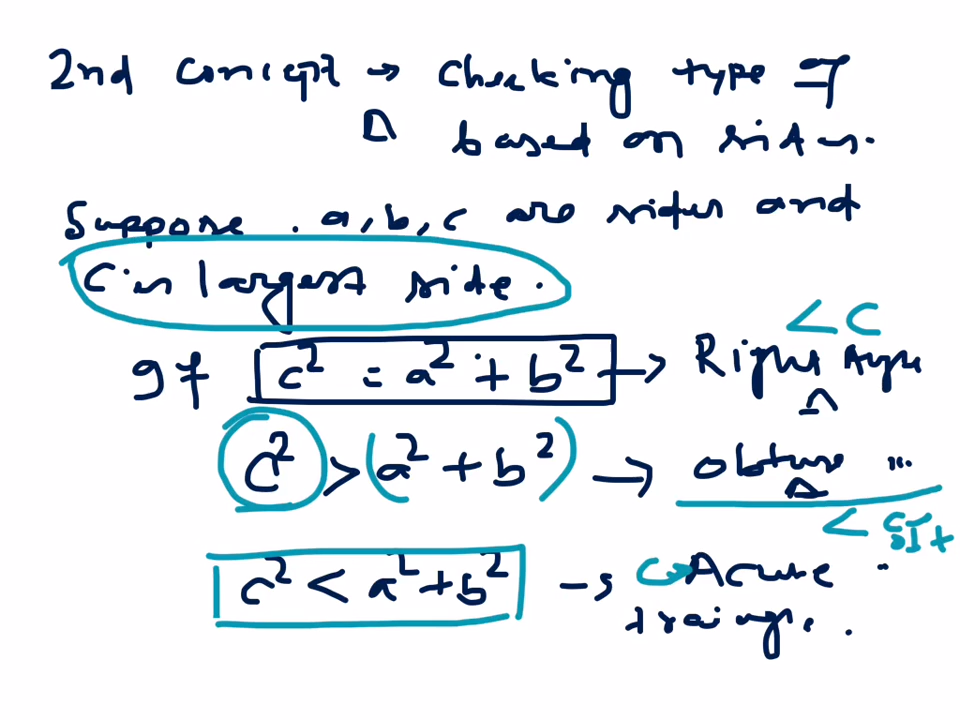 2nd concept → Checking type of
Δ based on sides.
Suppose . a, b, c are sides and
C is largest side.
∠C
If c² = a² + b² → Right Angle
Δ
c² > (a² + b²) → obtuse "
Δ
c² < a² + b² → C → Acute "
traingle.